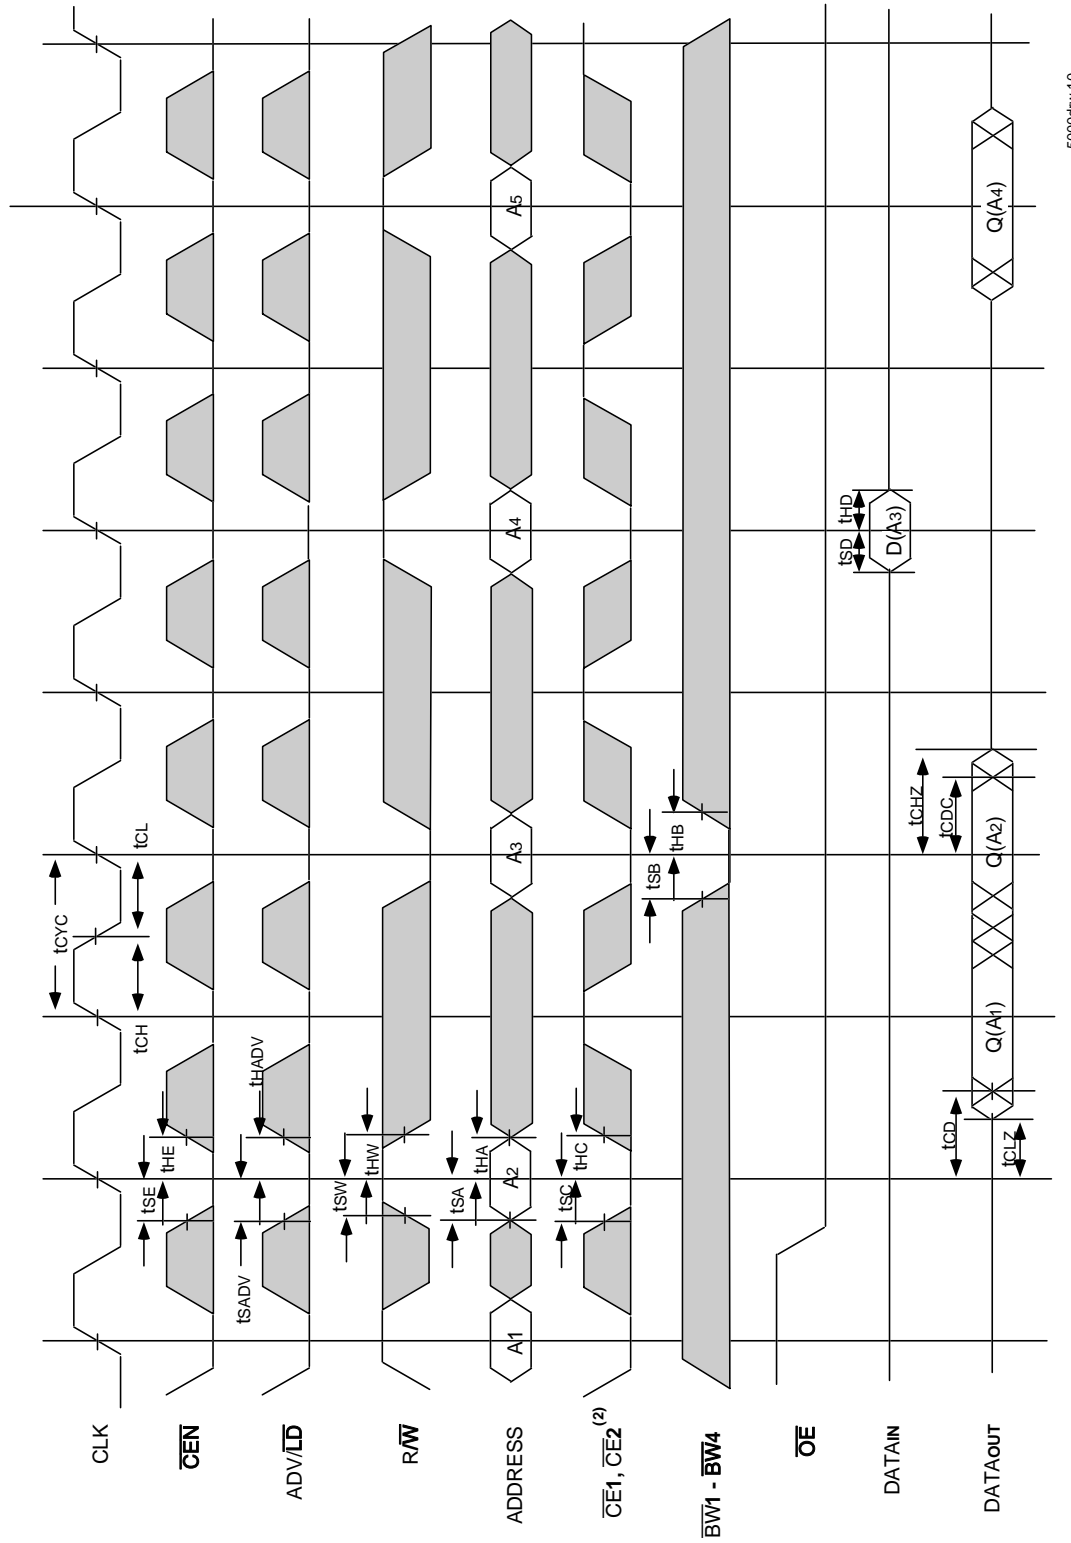 tCYC
tCH
tCL
CLK
tSE
tHE
CEN
tSADV
tHADV
ADV/LD
tSW
tHW
R/W
tSA
tHA
ADDRESS
A1
A2
A3
A4
A5
tSC
tHC
CE1, CE2 (2)
tSB
tHB
BW1 - BW4
OE
tSD
tHD
DATAIN
D(A3)
tCD
tCLZ
tCHZ
tCDC
DATAOUT
Q(A1)
Q(A2)
Q(A4)